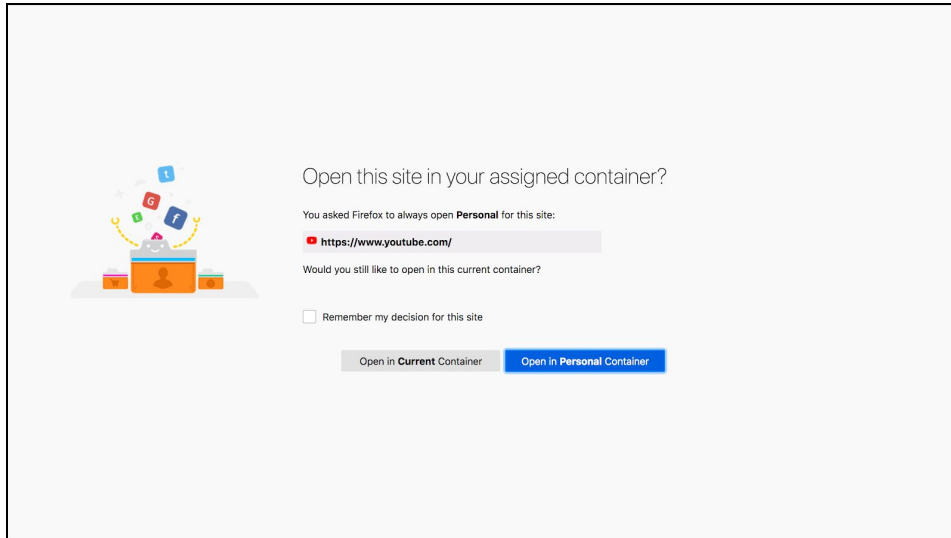 t
G
f
E
Open this site in your assigned container?
You asked Firefox to always open Personal for this site:
https://www.youtube.com/
Would you still like to open in this current container?
Remember my decision for this site
Open in Current Container Open in Personal Container